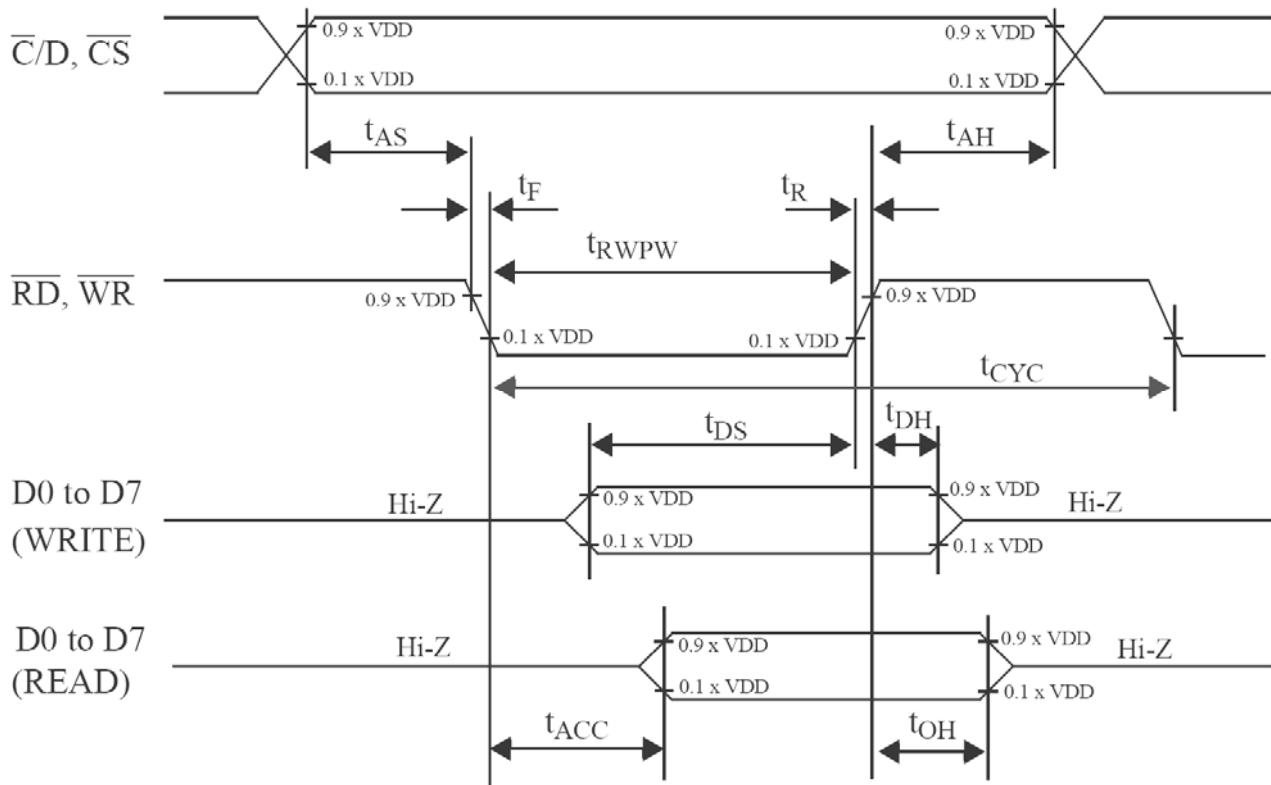 C̅/D, C̅S̅
0.9 x VDD 0.9 x VDD
0.1 x VDD 0.1 x VDD
tAS tAH
tF tR
tRWPW
R̅D̅, W̅R̅
0.9 x VDD 0.9 x VDD
0.1 x VDD 0.1 x VDD
tCYC
tDS tDH
D0 to D7
(WRITE)
Hi-Z 0.9 x VDD 0.9 x VDD Hi-Z
0.1 x VDD 0.1 x VDD
D0 to D7
(READ)
Hi-Z 0.9 x VDD 0.9 x VDD Hi-Z
0.1 x VDD 0.1 x VDD
tACC tOH